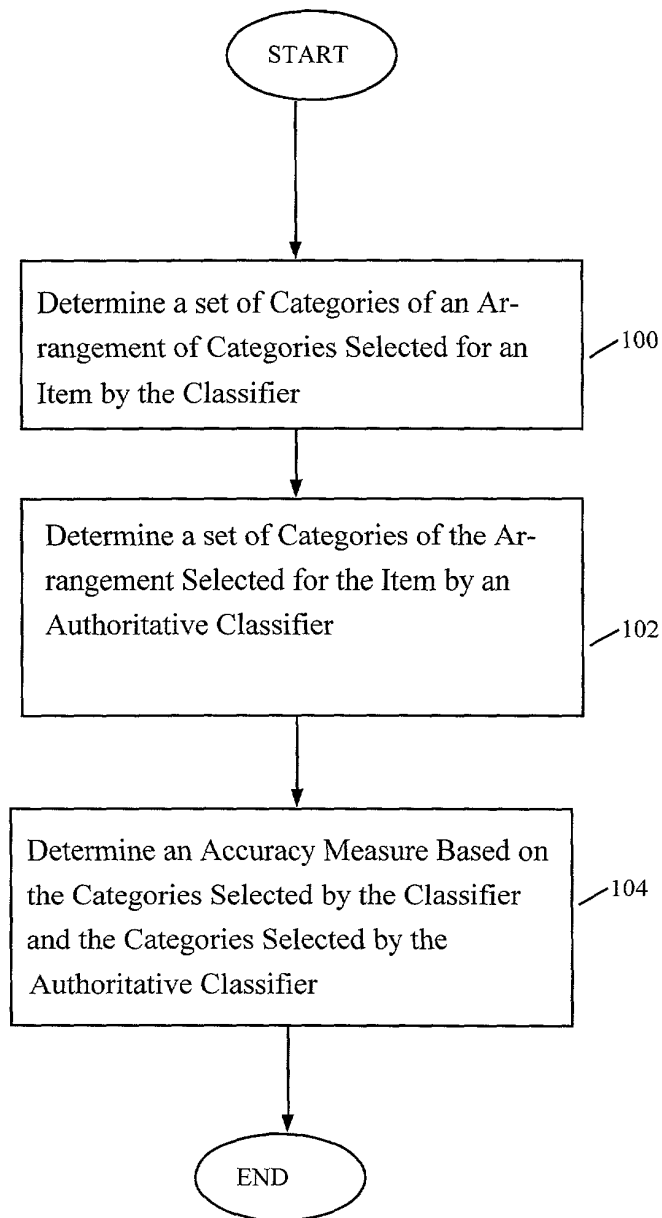 START
Determine a set of Categories of an Ar-
rangement of Categories Selected for an
Item by the Classifier
100
Determine a set of Categories of the Ar-
rangement Selected for the Item by an
Authoritative Classifier
102
Determine an Accuracy Measure Based on
the Categories Selected by the Classifier
and the Categories Selected by the
Authoritative Classifier
104
END